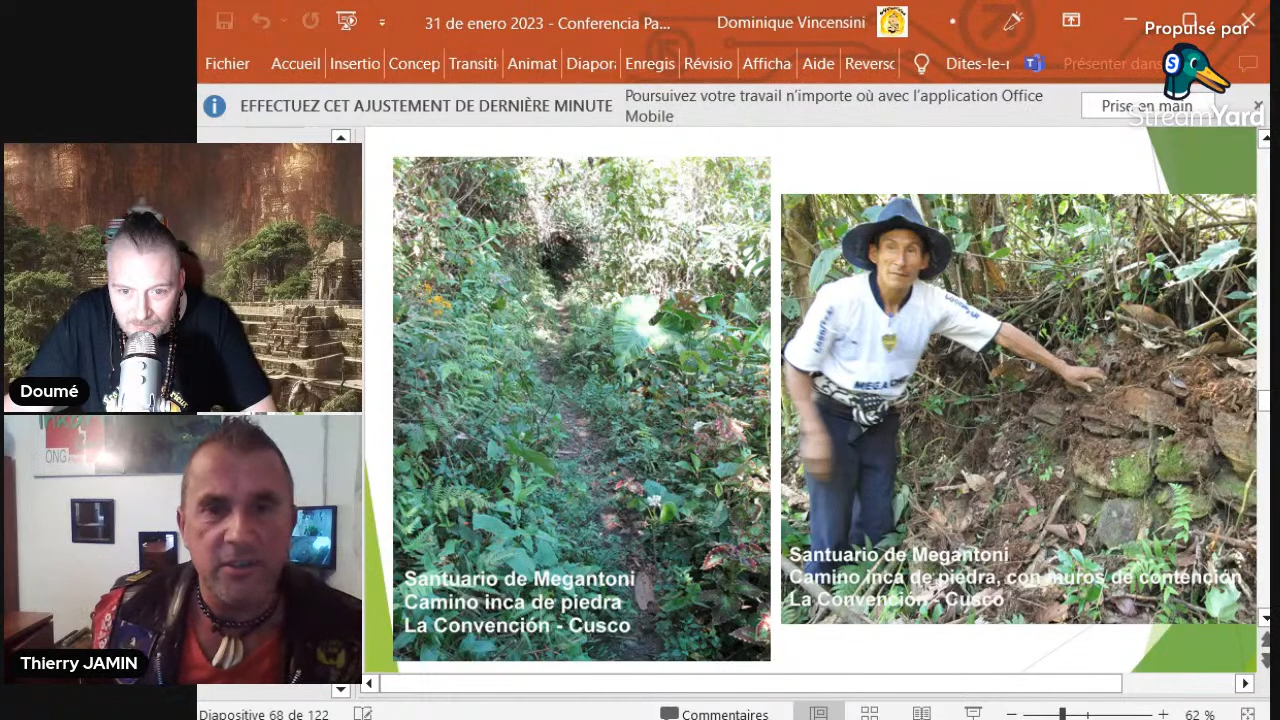 31 de enero 2023 - Conferencia Pa...
Dominique Vincensini
Propulsé par
StreamYard
Fichier Accueil Insertio Concep Transiti Animat Diapor Enregis Révisio Afficha Aide Reversc Dites-le-r Présenter dans
EFFECTUEZ CET AJUSTEMENT DE DERNIÈRE MINUTE
Poursuivez votre travail n'importe où avec l'application Office
Mobile
Prise en main
Doumé
ONG
Thierry JAMIN
MEGA
Santuario de Megantoni
Camino inca de piedra
La Convención - Cusco
Santuario de Megantoni
Camino inca de piedra, con muros de contención
La Convención - Cusco
Diapositive 68 de 122
Commentaires
62 %